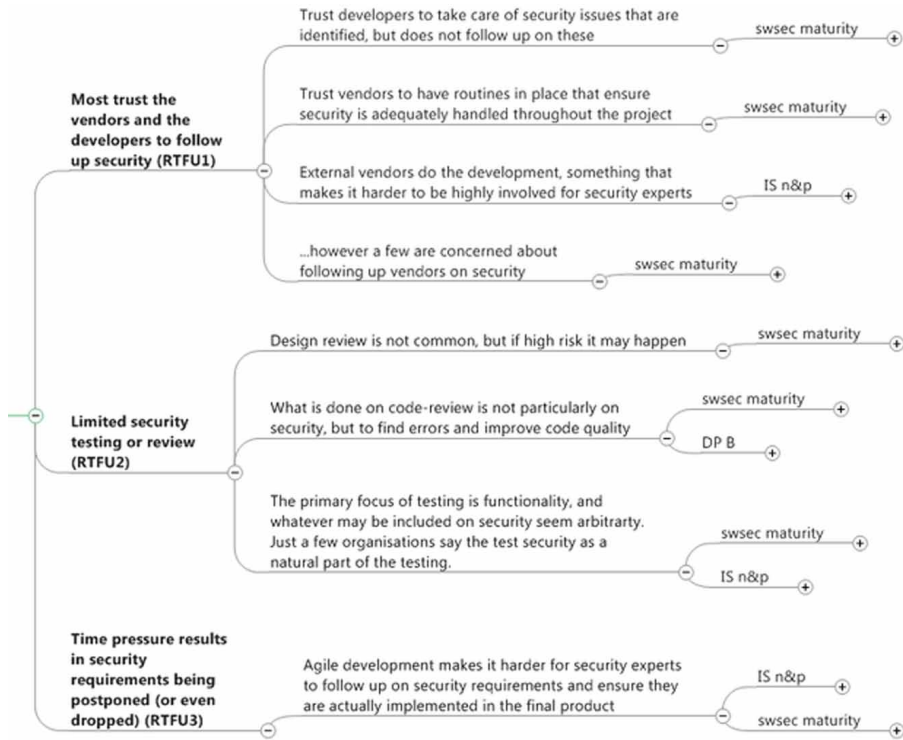 Most trust the
vendors and the
developers to follow
up security (RTFU1)
Trust developers to take care of security issues that are
identified, but does not follow up on these
swsec maturity
Trust vendors to have routines in place that ensure
security is adequately handled throughout the project
swsec maturity
External vendors do the development, something that
makes it harder to be highly involved for security experts
IS n&p
...however a few are concerned about
following up vendors on security
swsec maturity
Limited security
testing or review
(RTFU2)
Design review is not common, but if high risk it may happen
swsec maturity
What is done on code-review is not particularly on
security, but to find errors and improve code quality
swsec maturity
DP B
The primary focus of testing is functionality, and
whatever may be included on security seem arbitrarty.
Just a few organisations say the test security as a
natural part of the testing.
swsec maturity
IS n&p
Time pressure results
in security
requirements being
postponed (or even
dropped) (RTFU3)
Agile development makes it harder for security experts
to follow up on security requirements and ensure they
are actually implemented in the final product
IS n&p
swsec maturity